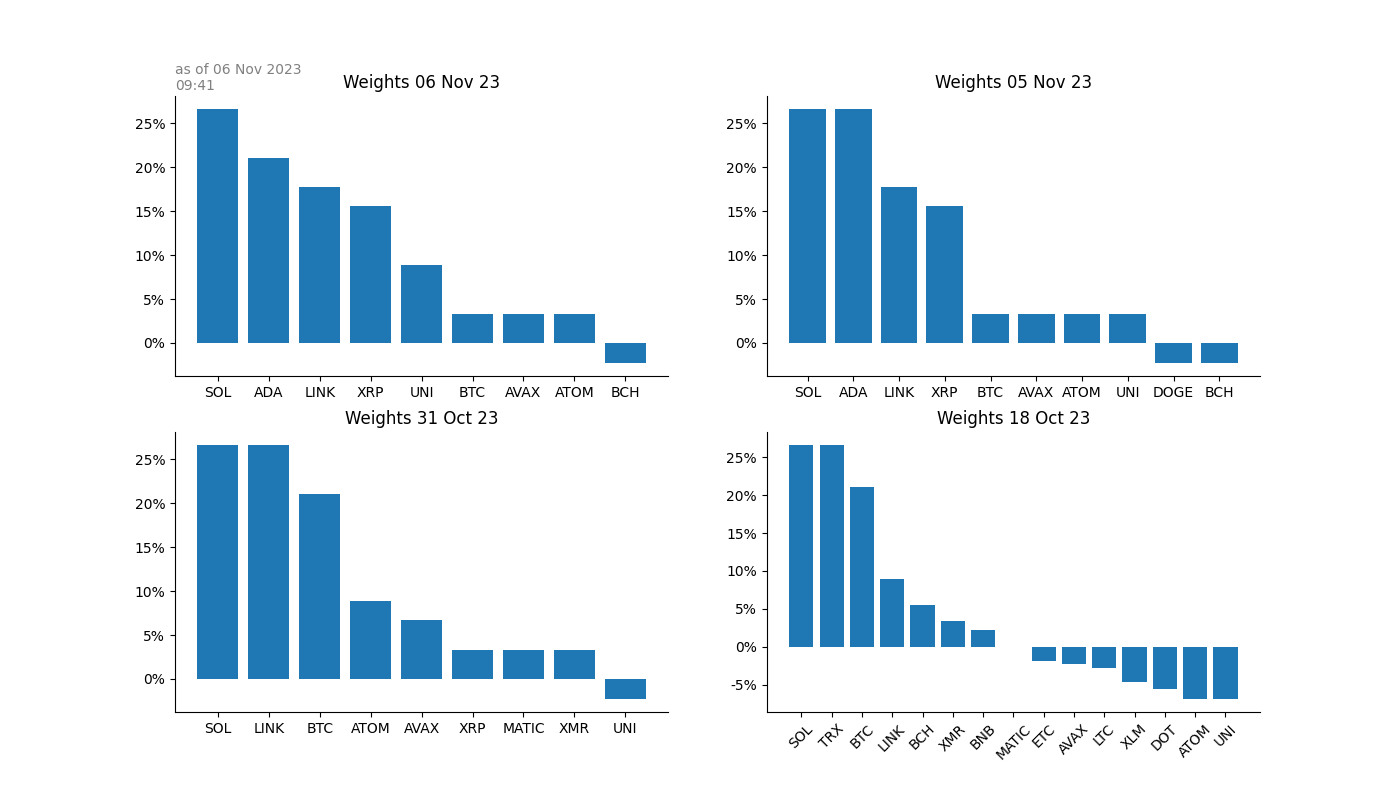 as of 06 Nov 2023
09:41
Weights 06 Nov 23
25%
20%
15%
10%
5%
0%
SOL ADA LINK XRP UNI BTC AVAX ATOM BCH
Weights 05 Nov 23
25%
20%
15%
10%
5%
0%
SOL ADA LINK XRP BTC AVAX ATOM UNI DOGE BCH
Weights 31 Oct 23
25%
20%
15%
10%
5%
0%
SOL LINK BTC ATOM AVAX XRP MATIC XMR UNI
Weights 18 Oct 23
25%
20%
15%
10%
5%
0%
-5%
SOL TRX BTC LINK BCH XMR BNB MATIC ETC AVAX LTC XLM DOT ATOM UNI